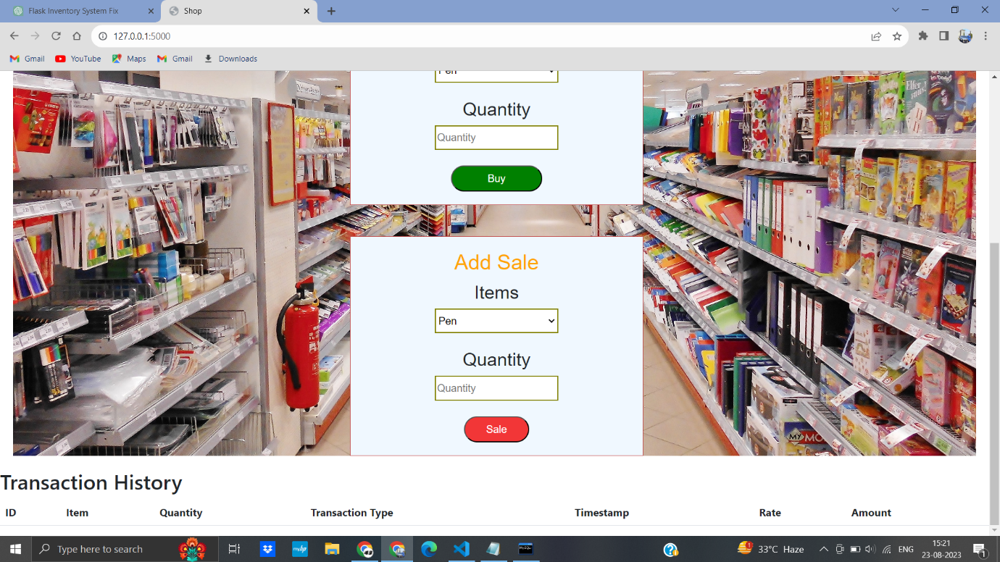 Flask Inventory System Fix
Shop
127.0.0.1:5000
Gmail YouTube Maps Gmail Downloads
Pen
Quantity
Quantity
Buy
Add Sale
Items
Pen
Quantity
Quantity
Sale
Transaction History
ID Item Quantity Transaction Type Timestamp Rate Amount
Type here to search
33°C Haze
ENG
15:21
23-08-2023
1